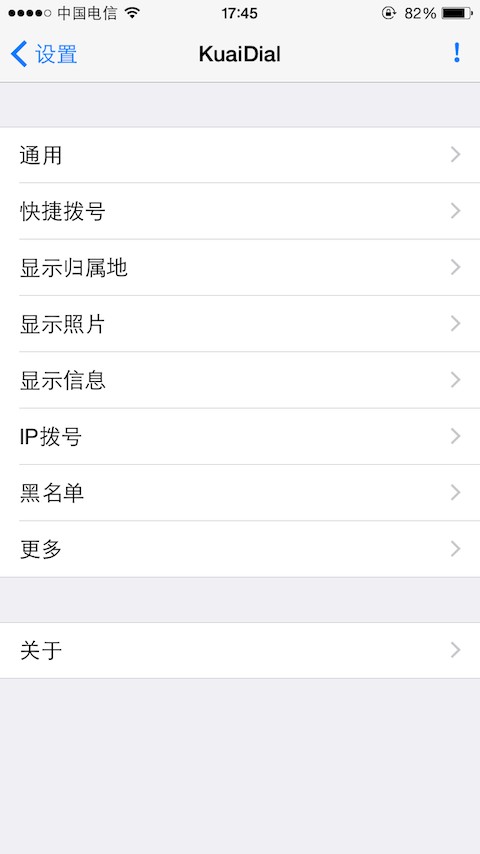 中国电信 17:45 82%
设置 KuaiDial !
通用
快捷拨号
显示归属地
显示照片
显示信息
IP拨号
黑名单
更多
关于